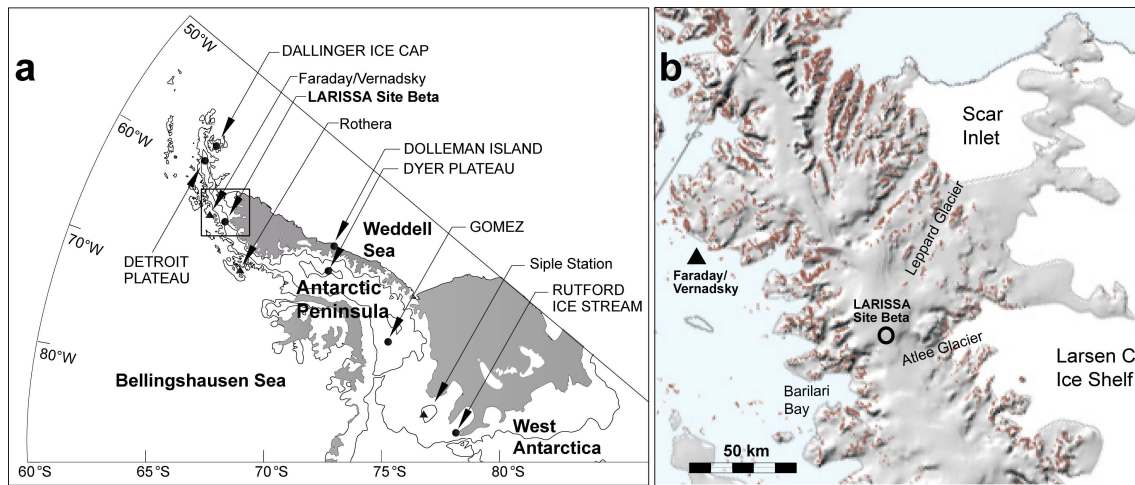 a
50°W
60°W
70°W
80°W
DALLINGER ICE CAP
Faraday/Vernadsky
LARISSA Site Beta
Rothera
DOLLEMAN ISLAND
DYER PLATEAU
Weddell
Sea
GOMEZ
Siple Station
RUTFORD
ICE STREAM
DETROIT
PLATEAU
Antarctic
Peninsula
Bellingshausen Sea
West
Antarctica
60°S
65°S
70°S
75°S
80°S
b
Scar
Inlet
Leppard Glacier
Faraday/
Vernadsky
LARISSA
Site Beta
Atlee Glacier
Larsen C
Ice Shelf
Barilari
Bay
50 km